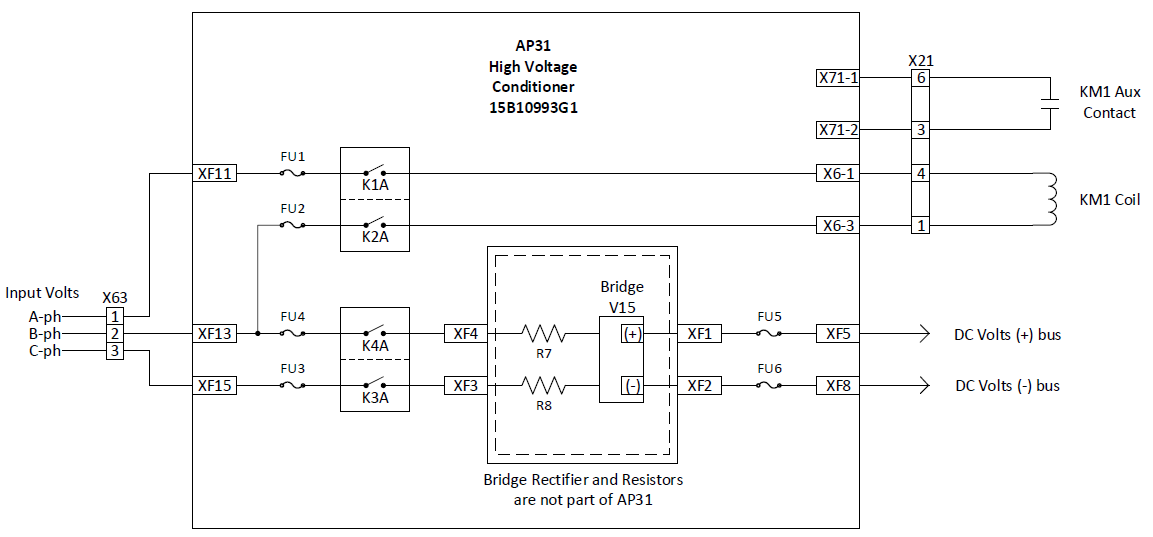 AP31
High Voltage
Conditioner
15B10993G1
X21
X71-1
6
KM1 Aux
Contact
X71-2
3
FU1
XF11
K1A
X6-1
4
KM1 Coil
FU2
K2A
X6-3
1
Bridge
V15
Input Volts
X63
A-ph
1
B-ph
2
C-ph
3
XF13
FU4
K4A
XF4
R7
(+)
XF1
FU5
XF5
DC Volts (+) bus
XF15
FU3
K3A
XF3
R8
(-)
XF2
FU6
XF8
DC Volts (-) bus
Bridge Rectifier and Resistors
are not part of AP31